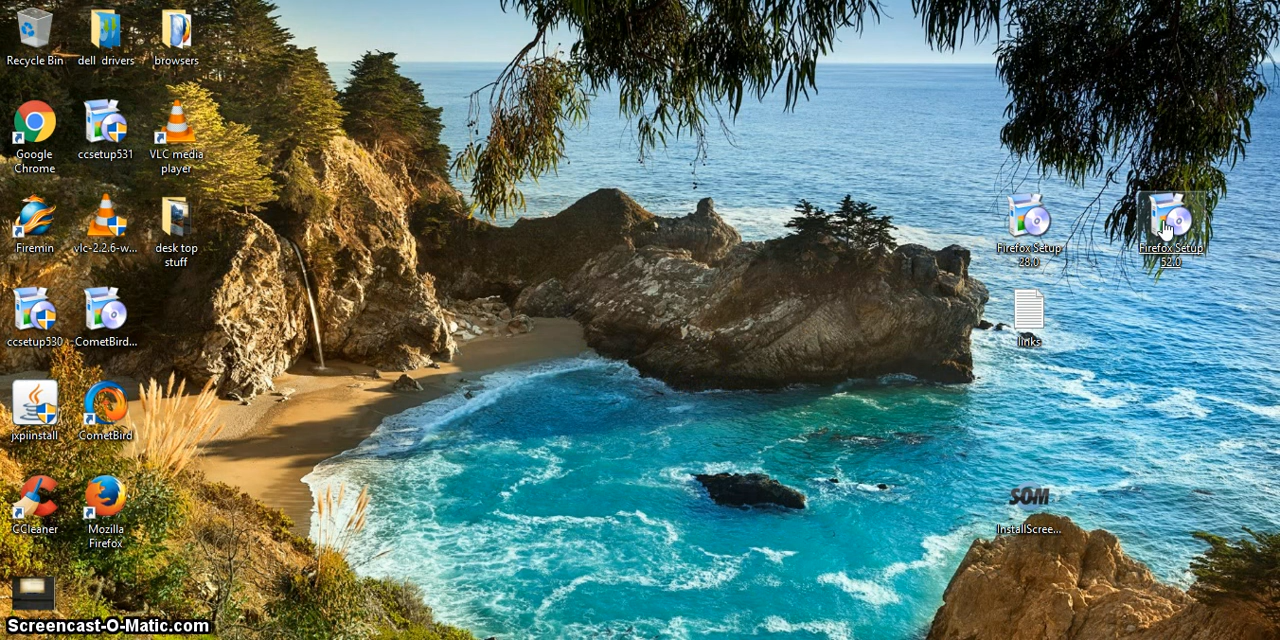 Recycle Bin
dell drivers
browsers
Google
Chrome
ccsetup531
VLC media
player
Firemin
vlc-2.2.6-w...
desk top
stuff
ccsetup530
CometBird...
jxpiinstall
CometBird
CCleaner
Mozilla
Firefox
Firefox Setup
28.0
Firefox Setup
52.0
links
SOM
InstallScree...
Screencast-O-Matic.com